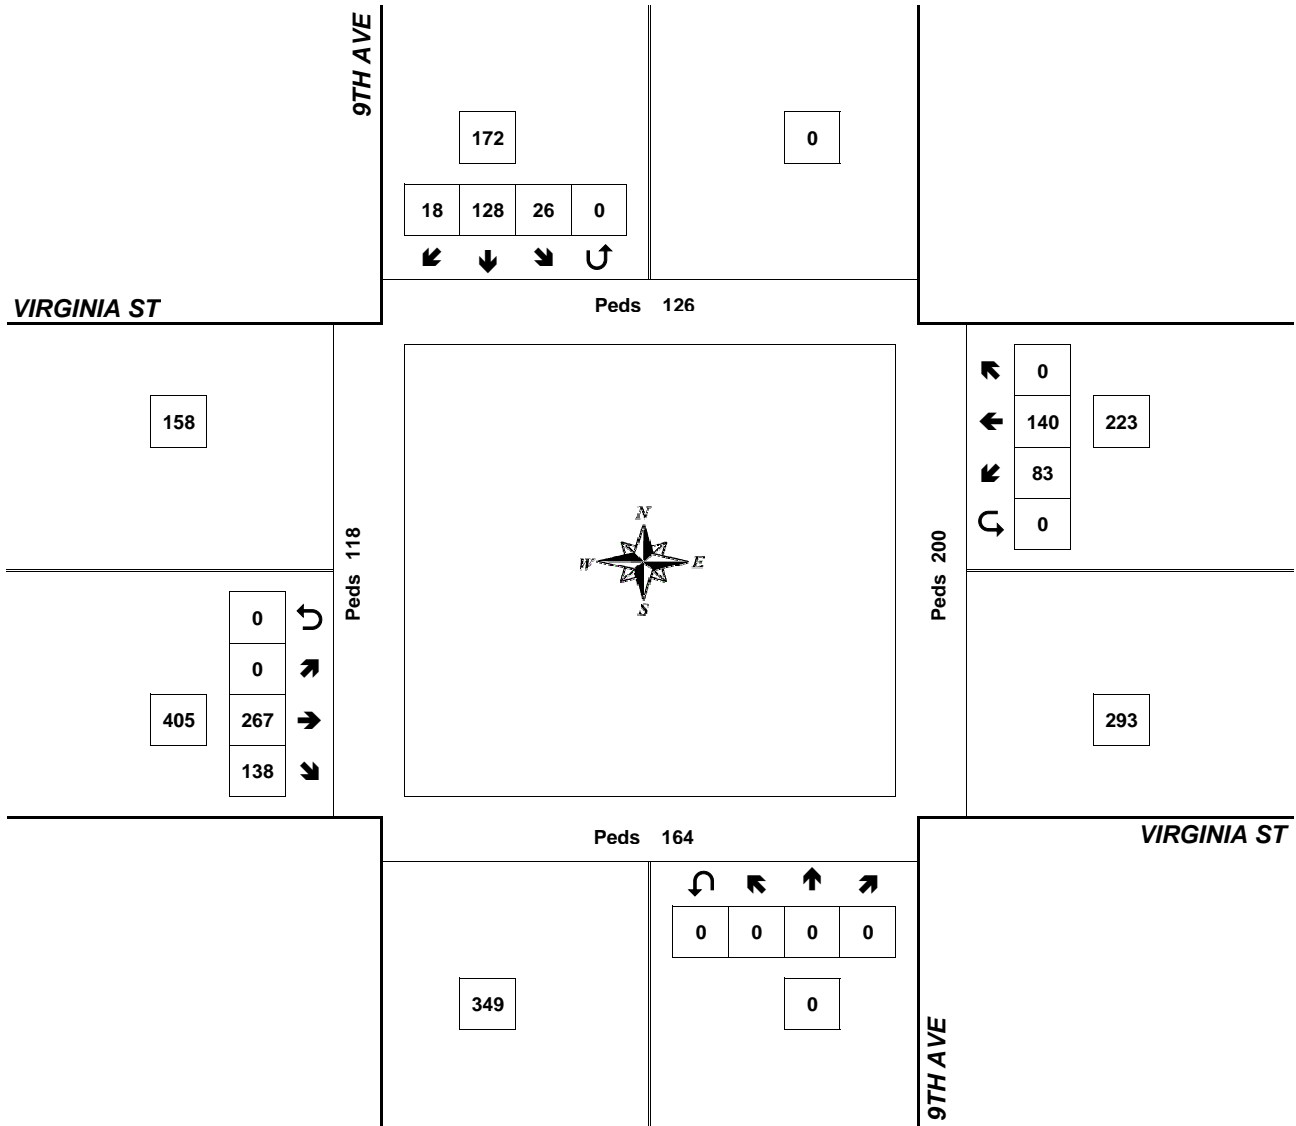 9TH AVE
172
0
18 128 26 0
VIRGINIA ST
Peds 126
158
0
140
83
0
223
Peds 118
N
W E
S
Peds 200
0
0
267
138
405
293
Peds 164
VIRGINIA ST
0 0 0 0
349
0
9TH AVE